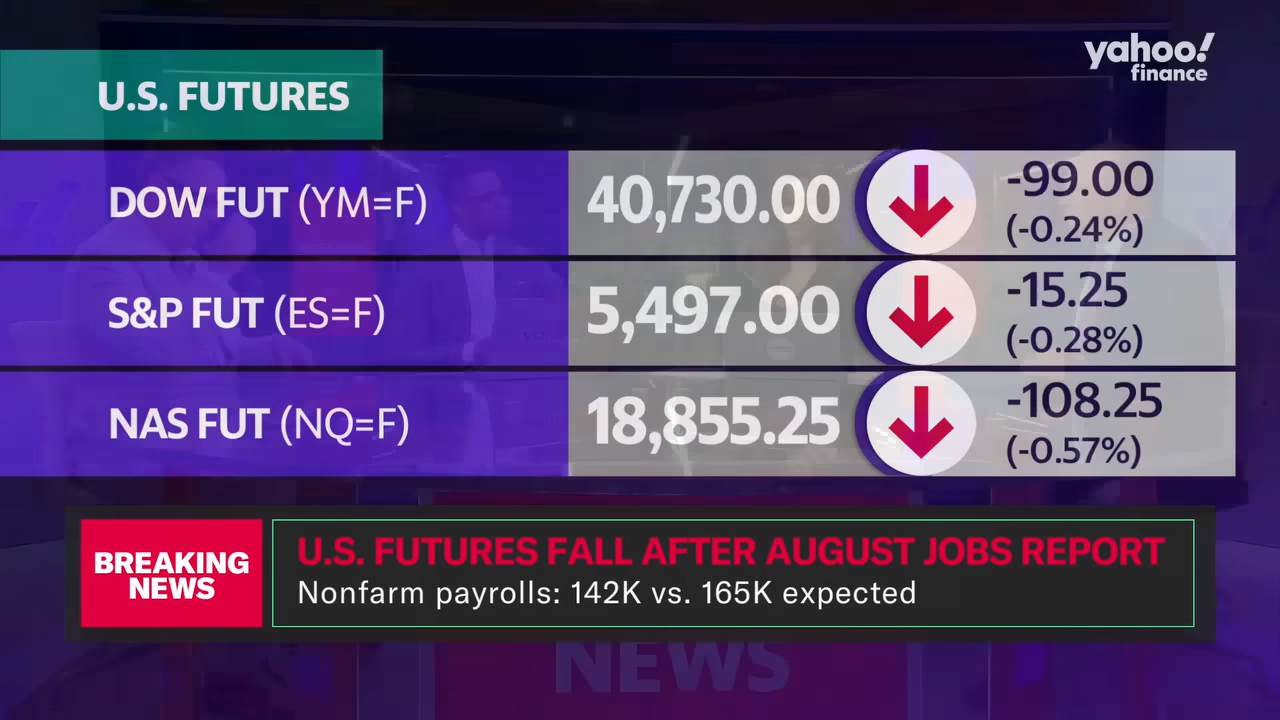 yahoo!
finance
U.S. FUTURES
DOW FUT (YM=F) 40,730.00 -99.00
(-0.24%)
S&P FUT (ES=F) 5,497.00 -15.25
(-0.28%)
NAS FUT (NQ=F) 18,855.25 -108.25
(-0.57%)
BREAKING
NEWS
U.S. FUTURES FALL AFTER AUGUST JOBS REPORT
Nonfarm payrolls: 142K vs. 165K expected
NEWS